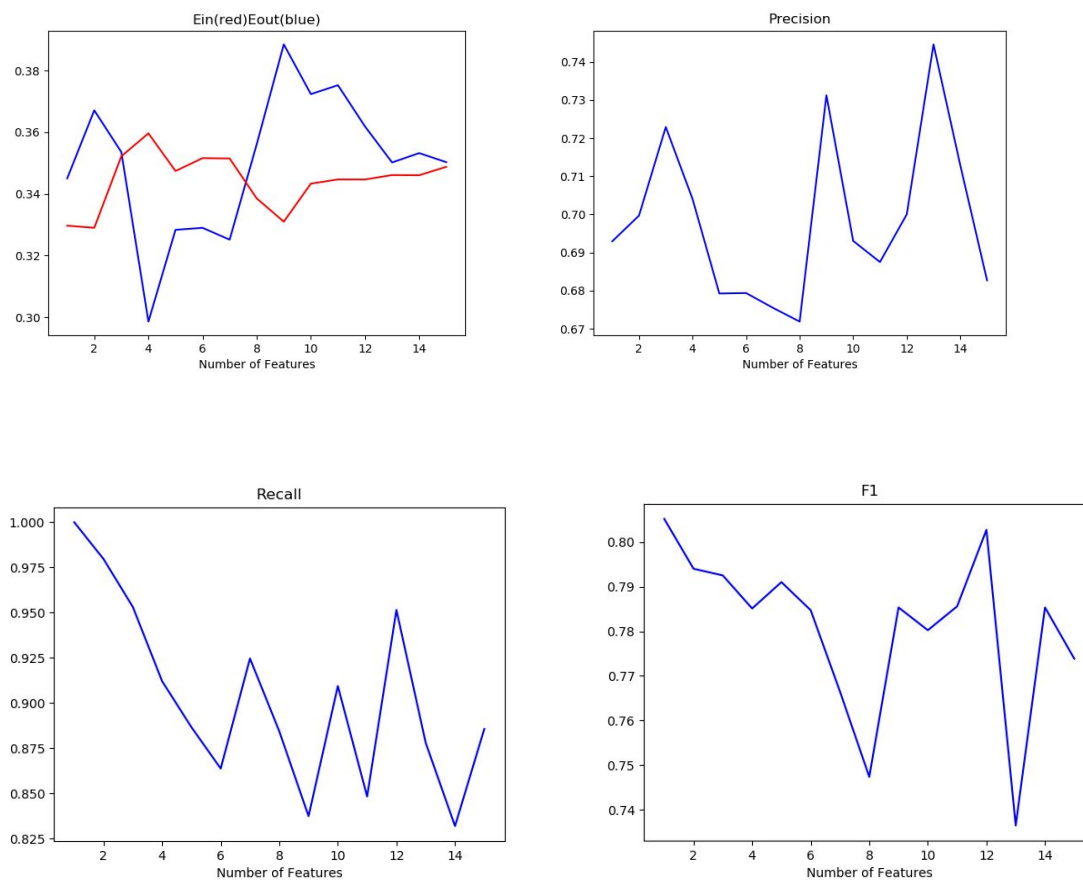 Ein(red)Eout(blue)
0.38
0.36
0.34
0.32
0.30
2 4 6 8 10 12 14
Number of Features
Precision
0.74
0.73
0.72
0.71
0.70
0.69
0.68
0.67
2 4 6 8 10 12 14
Number of Features
Recall
1.000
0.975
0.950
0.925
0.900
0.875
0.850
0.825
2 4 6 8 10 12 14
Number of Features
F1
0.80
0.79
0.78
0.77
0.76
0.75
0.74
2 4 6 8 10 12 14
Number of Features